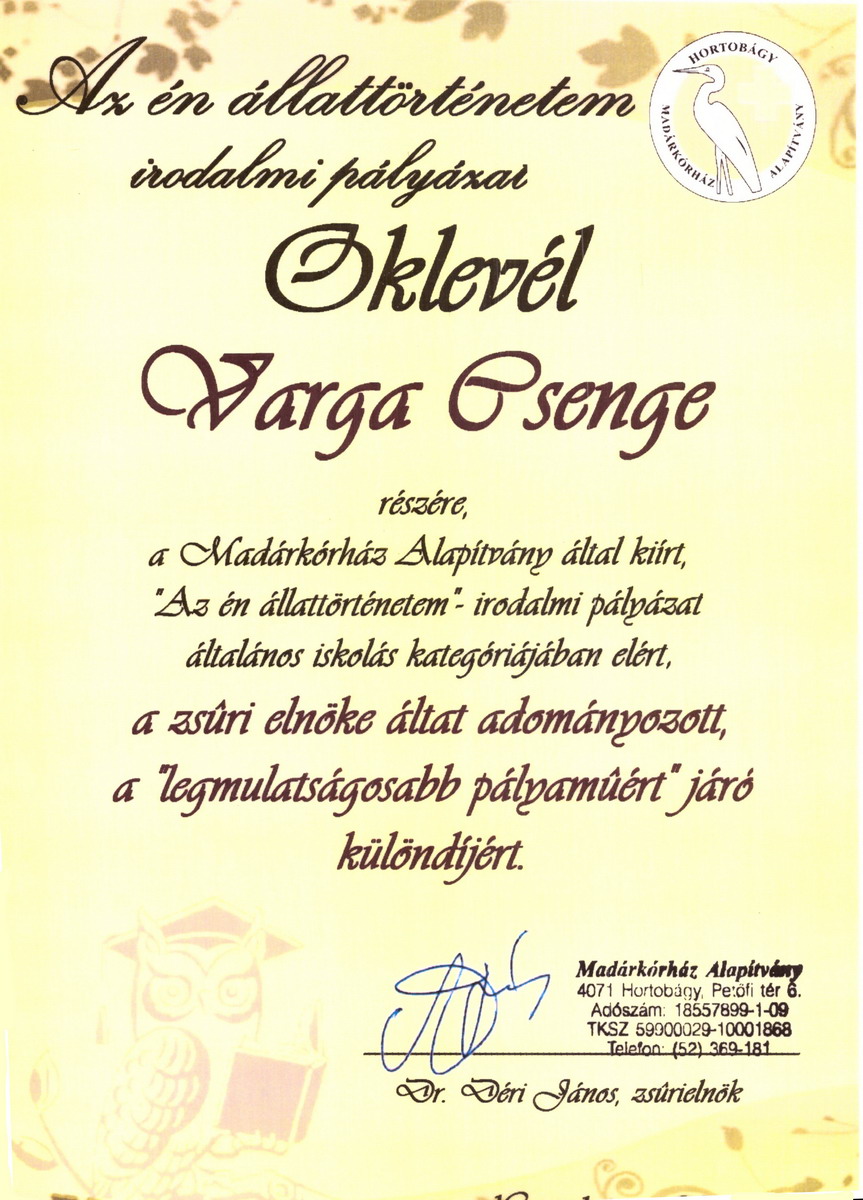 Az én állattörténetem
irodalmi pályázat
HORTOBÁGY
MADÁRKÓRHÁZ ALAPÍTVÁNY
Oklevél
Varga Csenge
részére,
a Madárkórház Alapítvány által kiírt,
"Az én állattörténetem"- irodalmi pályázat
általános iskolás kategóriájában elért,
a zsûri elnöke áltat adományozott,
a "legmulatságosabb pályamûért" járó
különdíjért.
Madárkórház Alapítvány
4071 Hortobágy, Petőfi tér 6.
Adószám: 18557899-1-09
TKSZ 59900029-10001868
Telefon: (52) 369-181
Dr. Déri János, zsûrielnök